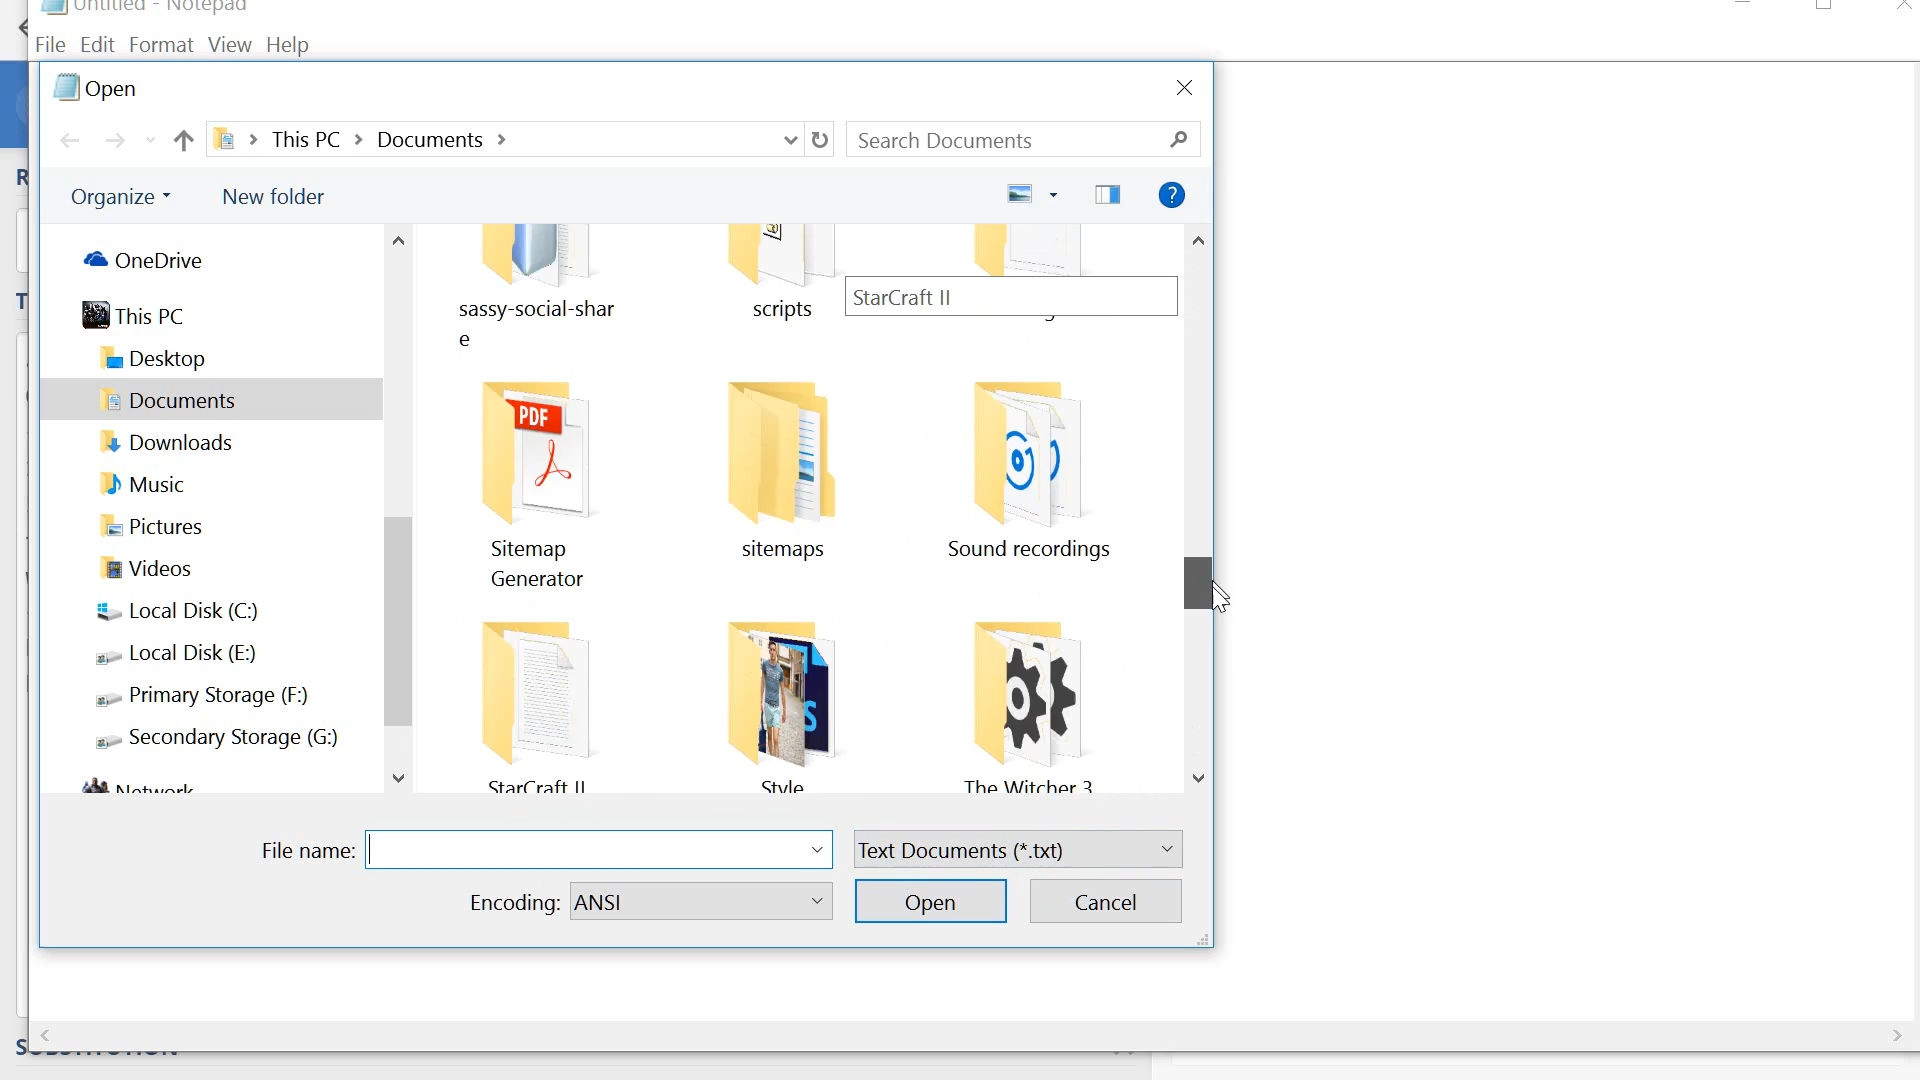 Untitled - Notepad
File Edit Format View Help
Open
This PC > Documents >
Search Documents
Organize
New folder
?
OneDrive
This PC
Desktop
Documents
Downloads
Music
Pictures
Videos
Local Disk (C:)
Local Disk (E:)
Primary Storage (F:)
Secondary Storage (G:)
Network
sassy-social-shar
e
scripts
StarCraft II
PDF
Sitemap
Generator
sitemaps
Sound recordings
StarCraft II
Style
The Witcher 3
File name:
Text Documents (*.txt)
Encoding: ANSI
Open
Cancel
SUBSTITUTION